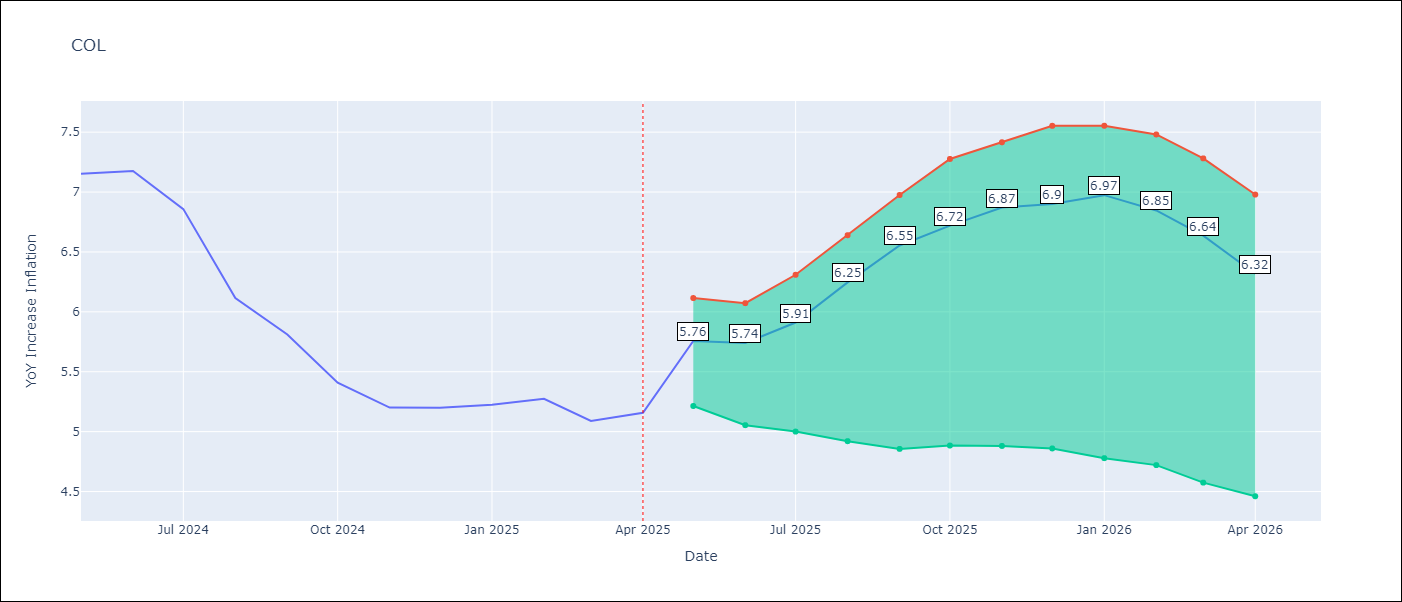 COL
YoY Increase Inflation
7.5
7
6.5
6
5.5
5
4.5
5.76
5.74
5.91
6.25
6.55
6.72
6.87
6.9
6.97
6.85
6.64
6.32
Jul 2024
Oct 2024
Jan 2025
Apr 2025
Jul 2025
Oct 2025
Jan 2026
Apr 2026
Date